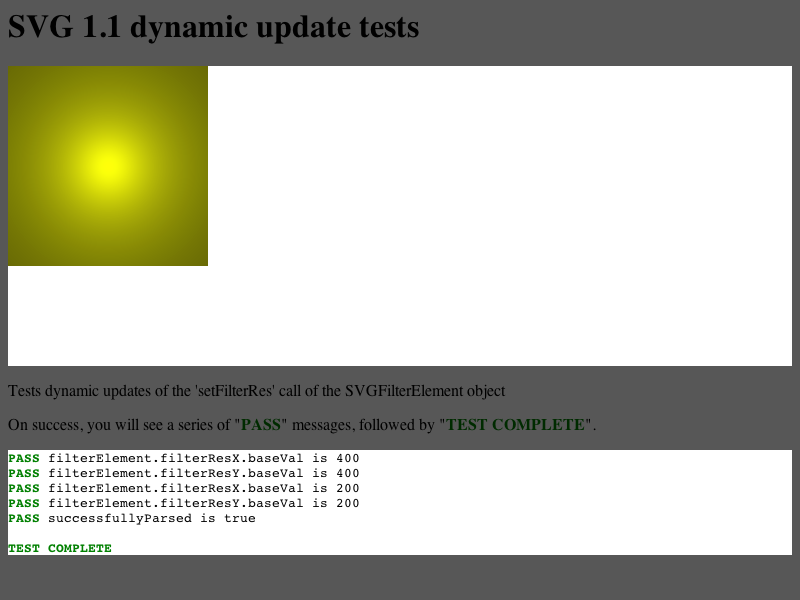 SVG 1.1 dynamic update tests
Tests dynamic updates of the 'setFilterRes' call of the SVGFilterElement object
On success, you will see a series of "PASS" messages, followed by "TEST COMPLETE".
PASS filterElement.filterResX.baseVal is 400
PASS filterElement.filterResY.baseVal is 400
PASS filterElement.filterResX.baseVal is 200
PASS filterElement.filterResY.baseVal is 200
PASS successfullyParsed is true
TEST COMPLETE